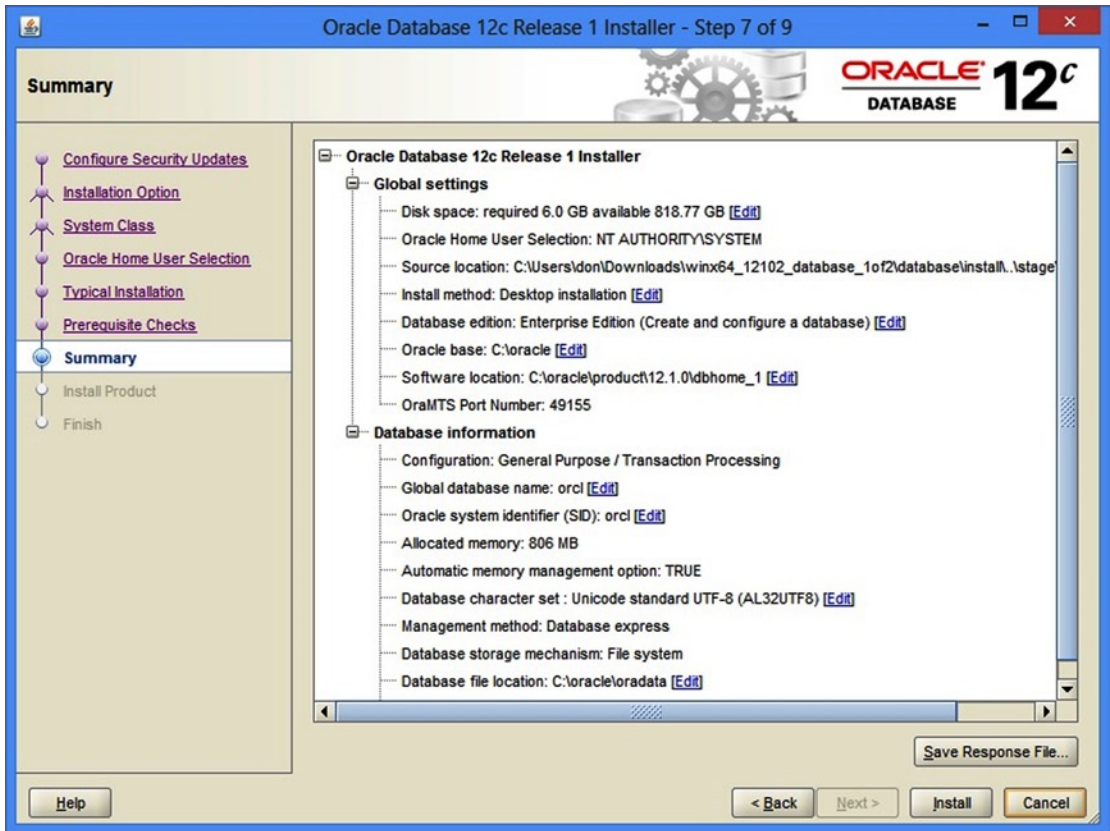 Oracle Database 12c Release 1 Installer - Step 7 of 9
Summary
ORACLE
DATABASE
12c
Configure Security Updates
Installation Option
System Class
Oracle Home User Selection
Typical Installation
Prerequisite Checks
Summary
Install Product
Finish
Oracle Database 12c Release 1 Installer
Global settings
Disk space: required 6.0 GB available 818.77 GB [Edit]
Oracle Home User Selection: NT AUTHORITY\SYSTEM
Source location: C:\Users\don\Downloads\winx64_12102_database_1of2\database\install\..\stage
Install method: Desktop installation [Edit]
Database edition: Enterprise Edition (Create and configure a database) [Edit]
Oracle base: C:\oracle [Edit]
Software location: C:\oracle\product\12.1.0\dbhome_1 [Edit]
OraMTS Port Number: 49155
Database information
Configuration: General Purpose / Transaction Processing
Global database name: orcl [Edit]
Oracle system identifier (SID): orcl [Edit]
Allocated memory: 806 MB
Automatic memory management option: TRUE
Database character set : Unicode standard UTF-8 (AL32UTF8) [Edit]
Management method: Database express
Database storage mechanism: File system
Database file location: C:\oracle\oradata [Edit]
Save Response File...
Help
< Back
Next >
Install
Cancel